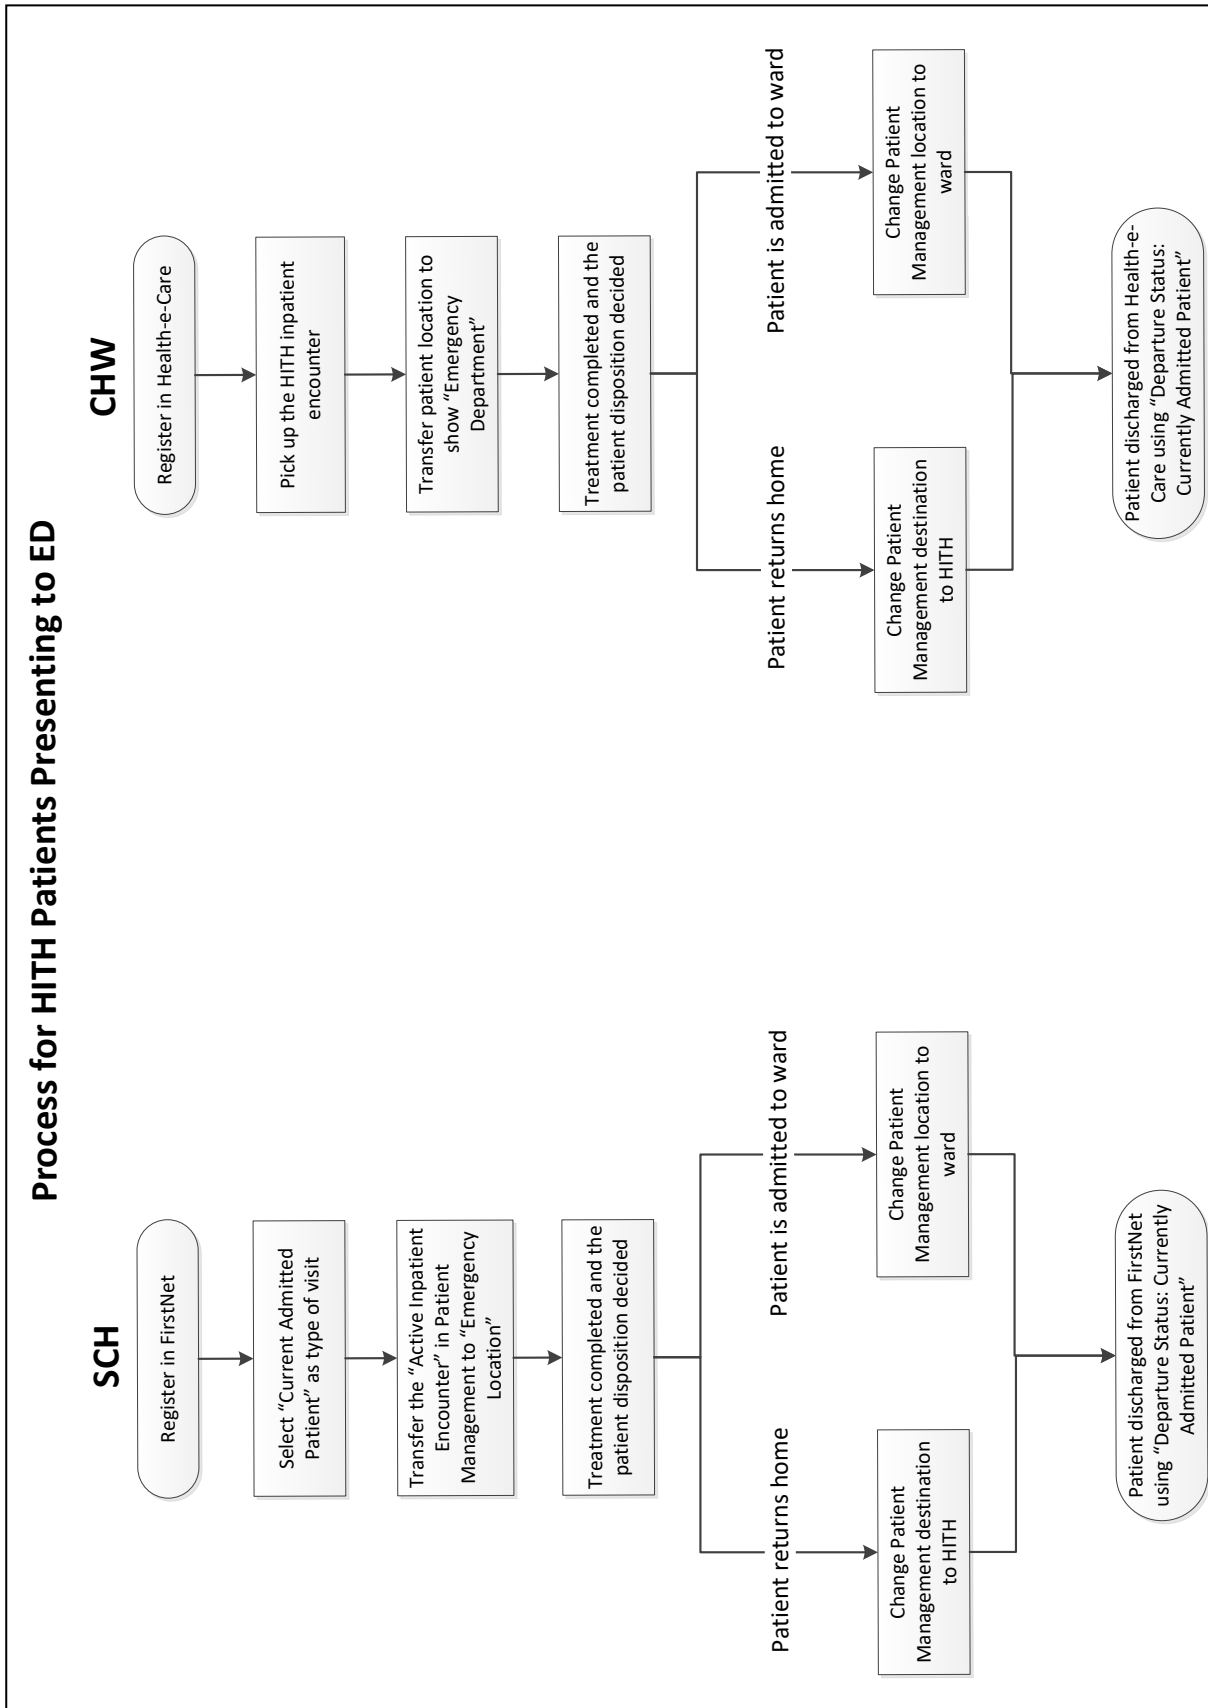 Process for HITH Patients Presenting to ED
SCH
Register in FirstNet
Select “Current Admitted
Patient” as type of visit
Transfer the “Active Inpatient
Encounter” in Patient
Management to “Emergency
Location”
Treatment completed and the
patient disposition decided
Patient returns home
Patient is admitted to ward
Change Patient
Management destination
to HITH
Change Patient
Management location to
ward
Patient discharged from FirstNet
using “Departure Status: Currently
Admitted Patient”
CHW
Register in Health-e-Care
Pick up the HITH inpatient
encounter
Transfer patient location to
show “Emergency
Department”
Treatment completed and the
patient disposition decided
Patient returns home
Patient is admitted to ward
Change Patient
Management destination
to HITH
Change Patient
Management location to
ward
Patient discharged from Health-e-
Care using “Departure Status:
Currently Admitted Patient”